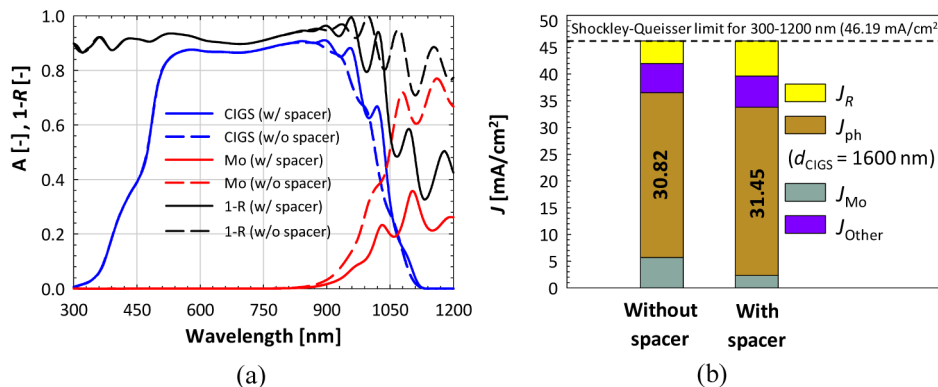 1.0
0.8
0.6
0.4
0.2
0.0
A [-] , 1-R [-]
CIGS (w/ spacer)
CIGS (w/o spacer)
Mo (w/ spacer)
Mo (w/o spacer)
1-R (w/ spacer)
1-R (w/o spacer)
300 450 600 750 900 1050 1200
Wavelength [nm]
(a)
50
45
40
35
30
25
20
15
10
5
0
J [mA/cm²]
Shockley-Queisser limit for 300-1200 nm (46.19 mA/cm²
30.82
31.45
J_R
J_ph
(d_CIGS = 1600 nm)
J_Mo
J_Other
Without
spacer
With
spacer
(b)